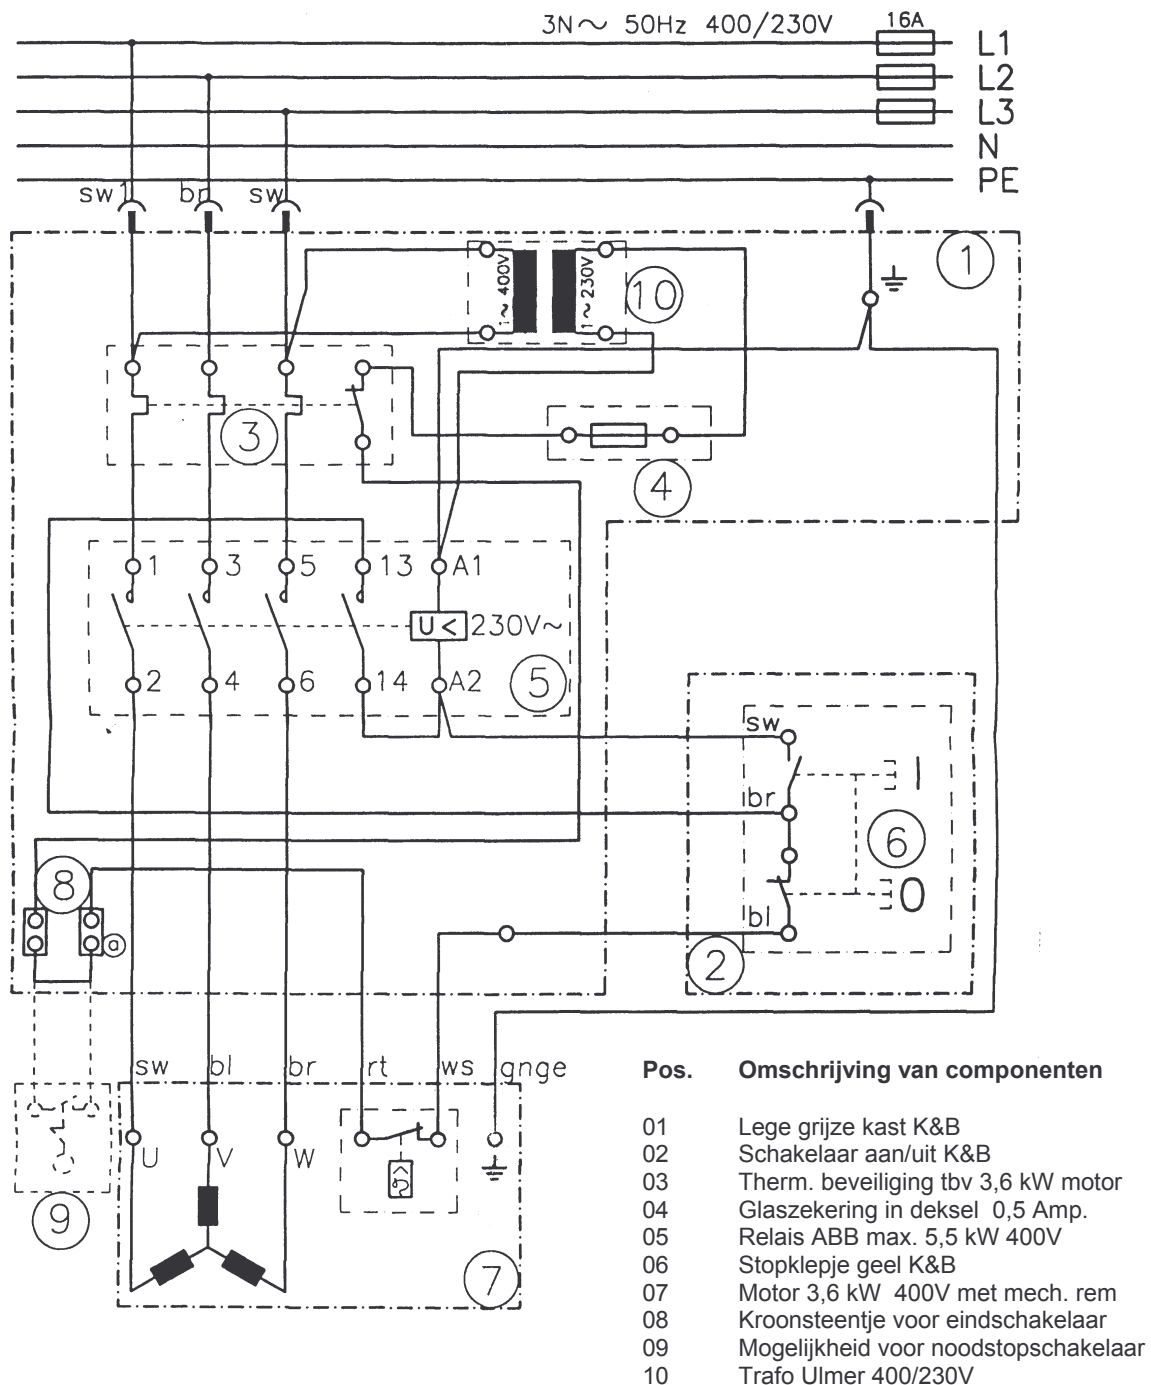 3N~ 50Hz 400/230V
16A
L1
L2
L3
N
PE
sw1
br
sw
1
1~ 400V
1~ 230V
10
3
4
1
3
5
13
A1
U<
230V~
2
4
6
14
A2
5
sw
I
br
6
8
O
bl
a
2
sw
bl
br
rt
ws
gnge
U
V
W
9
7
Pos. Omschrijving van componenten
01 Lege grijze kast K&B
02 Schakelaar aan/uit K&B
03 Therm. beveiliging tbv 3,6 kW motor
04 Glaszekering in deksel 0,5 Amp.
05 Relais ABB max. 5,5 kW 400V
06 Stopklepje geel K&B
07 Motor 3,6 kW 400V met mech. rem
08 Kroonsteentje voor eindschakelaar
09 Mogelijkheid voor noodstopschakelaar
10 Trafo Ulmer 400/230V